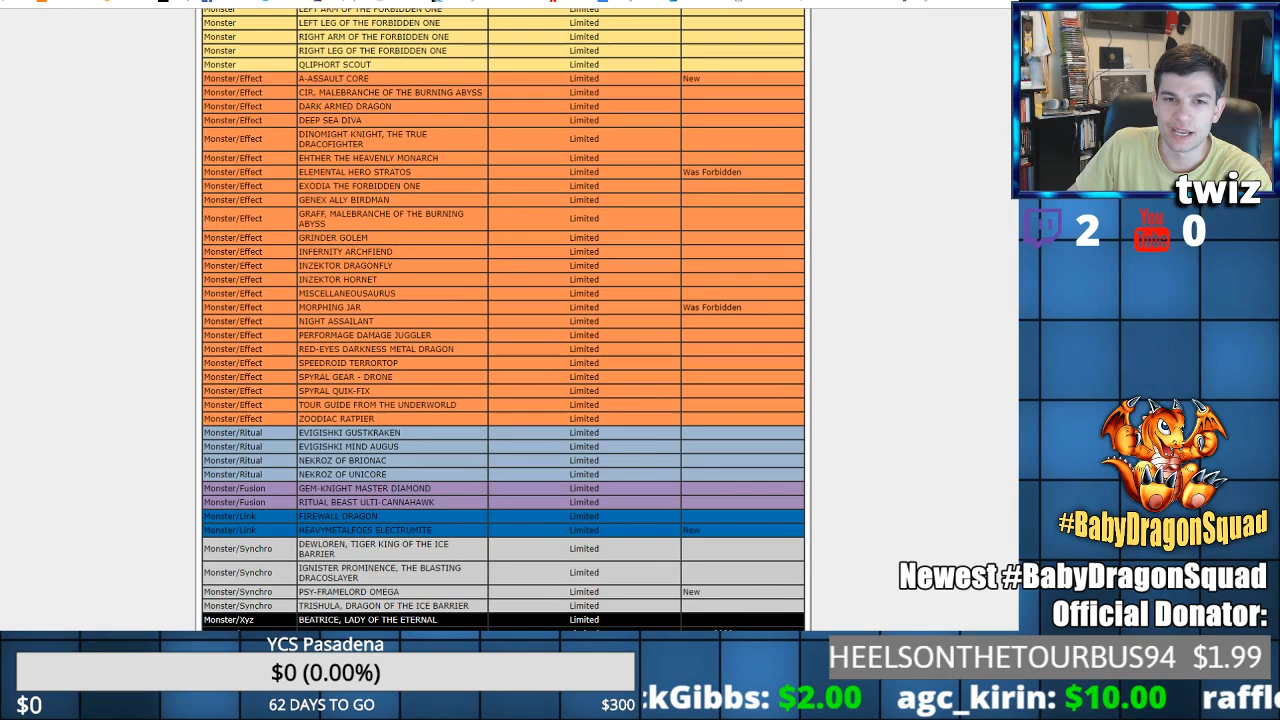 Monster LEFT ARM OF THE FORBIDDEN ONE Limited
Monster LEFT LEG OF THE FORBIDDEN ONE Limited
Monster RIGHT ARM OF THE FORBIDDEN ONE Limited
Monster RIGHT LEG OF THE FORBIDDEN ONE Limited
Monster QLIPHORT SCOUT Limited
Monster/Effect A-ASSAULT CORE Limited New
Monster/Effect CIR, MALEBRANCHE OF THE BURNING ABYSS Limited
Monster/Effect DARK ARMED DRAGON Limited
Monster/Effect DEEP SEA DIVA Limited
Monster/Effect DINOMIGHT KNIGHT, THE TRUE
DRACOFIGHTER Limited
Monster/Effect EHTHER THE HEAVENLY MONARCH Limited
Monster/Effect ELEMENTAL HERO STRATOS Limited Was Forbidden
Monster/Effect EXODIA THE FORBIDDEN ONE Limited
Monster/Effect GENEX ALLY BIRDMAN Limited
Monster/Effect GRAFF, MALEBRANCHE OF THE BURNING
ABYSS Limited
Monster/Effect GRINDER GOLEM Limited
Monster/Effect INFERNITY ARCHFIEND Limited
Monster/Effect INZEKTOR DRAGONFLY Limited
Monster/Effect INZEKTOR HORNET Limited
Monster/Effect MISCELLANEOUSAURUS Limited
Monster/Effect MORPHING JAR Limited Was Forbidden
Monster/Effect NIGHT ASSAILANT Limited
Monster/Effect PERFORMAGE DAMAGE JUGGLER Limited
Monster/Effect RED-EYES DARKNESS METAL DRAGON Limited
Monster/Effect SPEEDROID TERRORTOP Limited
Monster/Effect SPYRAL GEAR - DRONE Limited
Monster/Effect SPYRAL QUIK-FIX Limited
Monster/Effect TOUR GUIDE FROM THE UNDERWORLD Limited
Monster/Effect ZOODIAC RATPIER Limited
Monster/Ritual EVIGISHKI GUSTKRAKEN Limited
Monster/Ritual EVIGISHKI MIND AUGUS Limited
Monster/Ritual NEKROZ OF BRIONAC Limited
Monster/Ritual NEKROZ OF UNICORE Limited
Monster/Fusion GEM-KNIGHT MASTER DIAMOND Limited
Monster/Fusion RITUAL BEAST ULTI-CANNAHAWK Limited
Monster/Link FIREWALL DRAGON Limited
Monster/Link HEAVYMETALFOES ELECTRUMITE Limited New
Monster/Synchro DEWLOREN, TIGER KING OF THE ICE
BARRIER Limited
Monster/Synchro IGNISTER PROMINENCE, THE BLASTING
DRACOSLAYER Limited
Monster/Synchro PSY-FRAMELORD OMEGA Limited New
Monster/Synchro TRISHULA, DRAGON OF THE ICE BARRIER Limited
Monster/Xyz BEATRICE, LADY OF THE ETERNAL Limited
twiz
2 You Tube 0
#BabyDragonSquad
Newest #BabyDragonSquad
Official Donator:
HEELSONTHETOURBUS94 $1.99
YCS Pasadena
$0 (0.00%)
$0 62 DAYS TO GO $300
kGibbs: $2.00 agc_kirin: $10.00 raffle